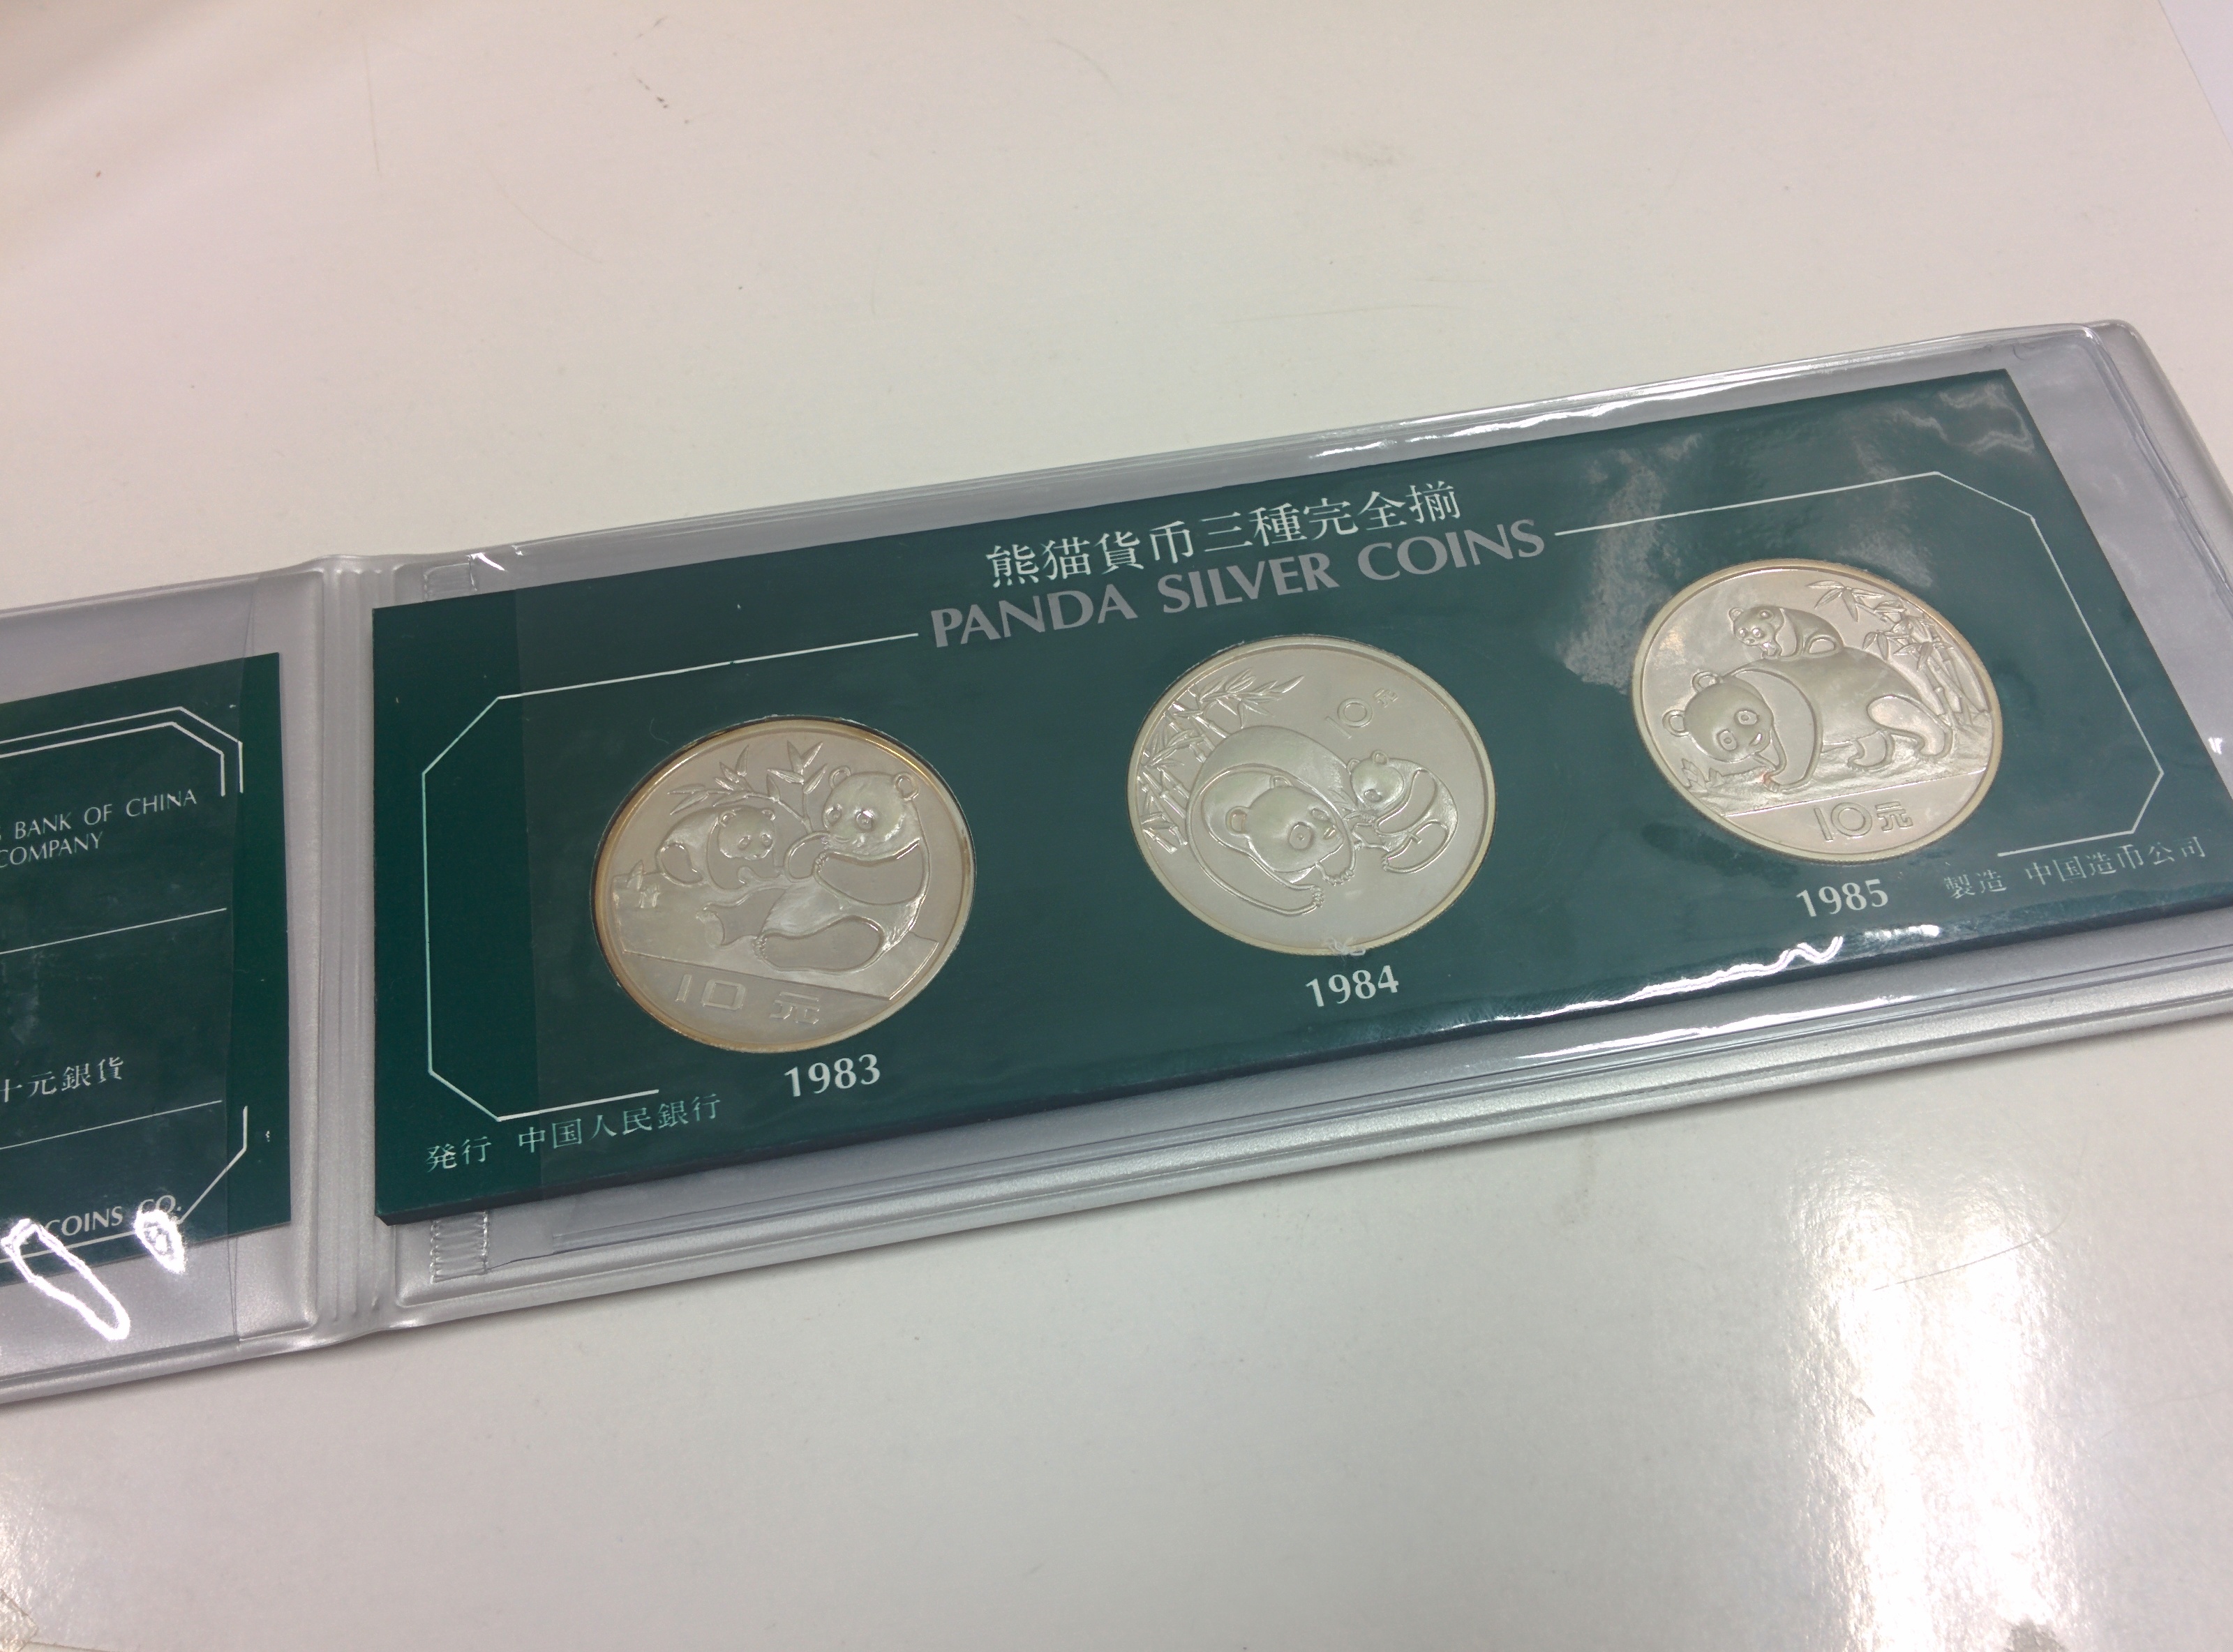 BANK OF CHINA
COMPANY
十元銀貨
COINS CO.
熊猫貨币三種完全揃
PANDA SILVER COINS
10元
1983
10元
1984
10元
1985
発行 中国人民銀行
製造 中国造币公司